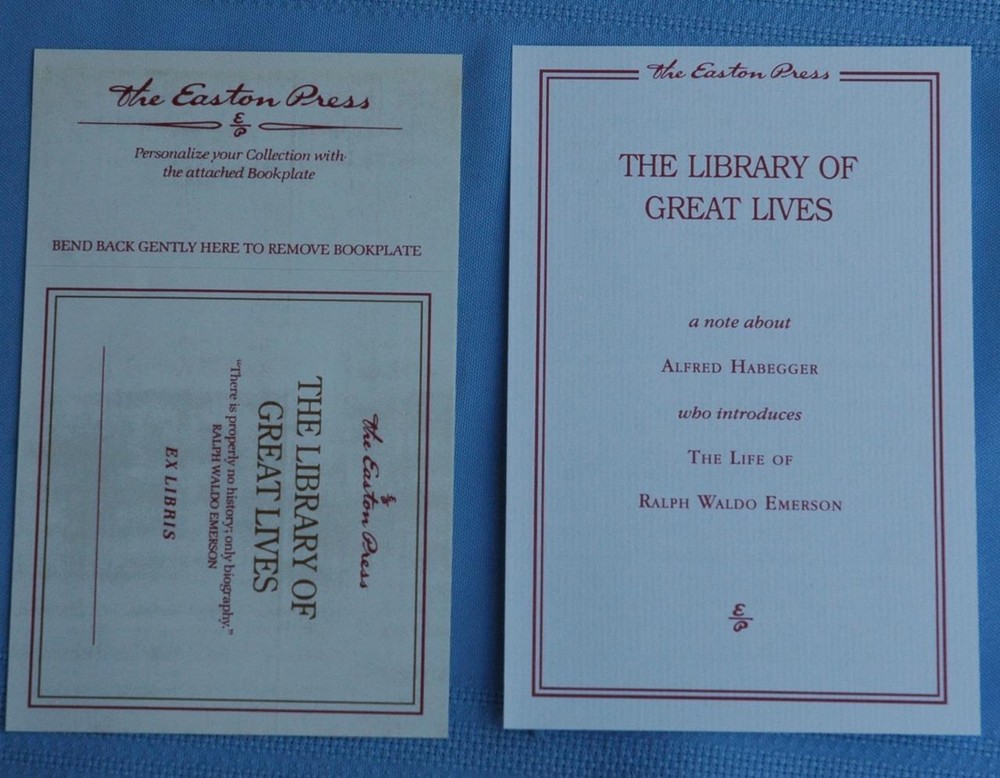 The Easton Press
E
P
Personalize your Collection with
the attached Bookplate
BEND BACK GENTLY HERE TO REMOVE BOOKPLATE
The Easton Press
THE LIBRARY OF
GREAT LIVES
"There is properly no history; only biography."
RALPH WALDO EMERSON
EX LIBRIS
The Easton Press
THE LIBRARY OF
GREAT LIVES
a note about
ALFRED HABEGGER
who introduces
THE LIFE OF
RALPH WALDO EMERSON
E
P